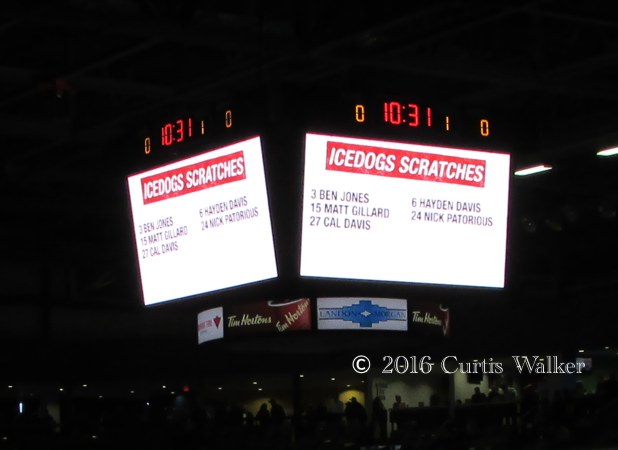 0 10:31 1 0
ICEDOGS SCRATCHES
3 BEN JONES
15 MATT GILLARD
27 CAL DAVIS
6 HAYDEN DAVIS
24 NICK PATORIOUS
0 10:31 1 0
ICEDOGS SCRATCHES
3 BEN JONES
15 MATT GILLARD
27 CAL DAVIS
6 HAYDEN DAVIS
24 NICK PATORIOUS
Tim Hortons
Tim Hortons
LANDONS MORGAN
Tim Hortons
© 2016 Curtis Walker